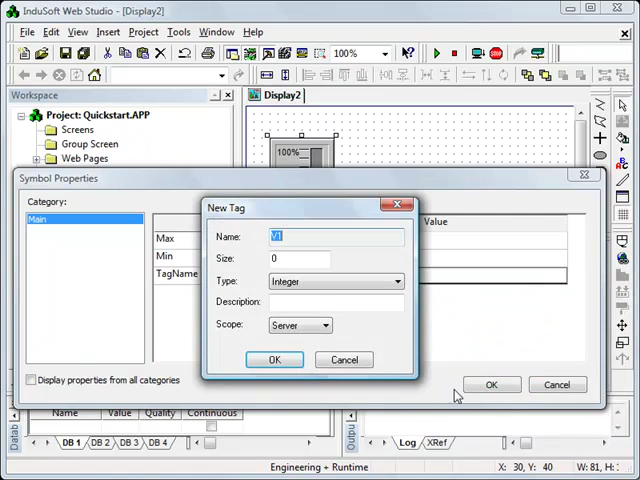 InduSoft Web Studio - [Display2]
File Edit View Insert Project Tools Window Help
100%
Workspace
Display2
Project: Quickstart.APP
Screens
Group Screen
Web Pages
100%
Symbol Properties
Category:
Main
Value
Max
Min
TagName
New Tag
Name: V1
Size: 0
Type: Integer
Description:
Scope: Server
OK Cancel
Display properties from all categories
OK Cancel
Name Value Quality Continuous
Datab
DB 1 DB 2 DB 3 DB 4
Outpu
Log XRef
Engineering + Runtime
X: 30, Y: 40
W: 81, H: